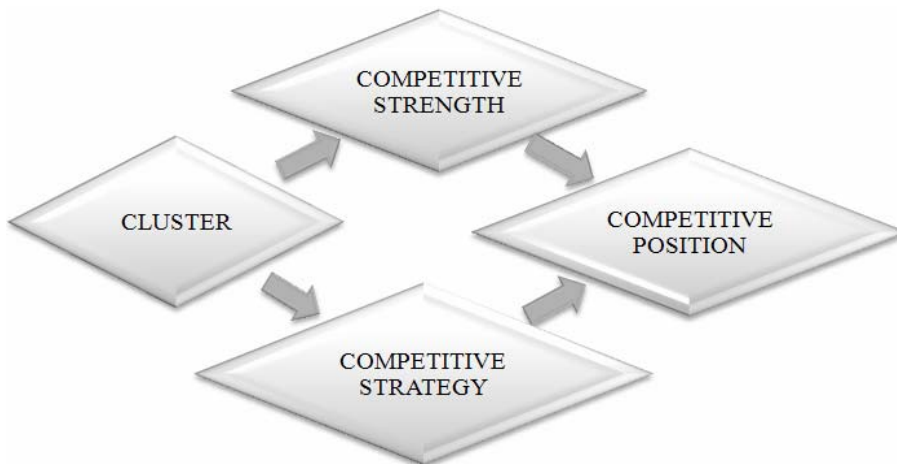 COMPETITIVE
STRENGTH
CLUSTER
COMPETITIVE
POSITION
COMPETITIVE
STRATEGY